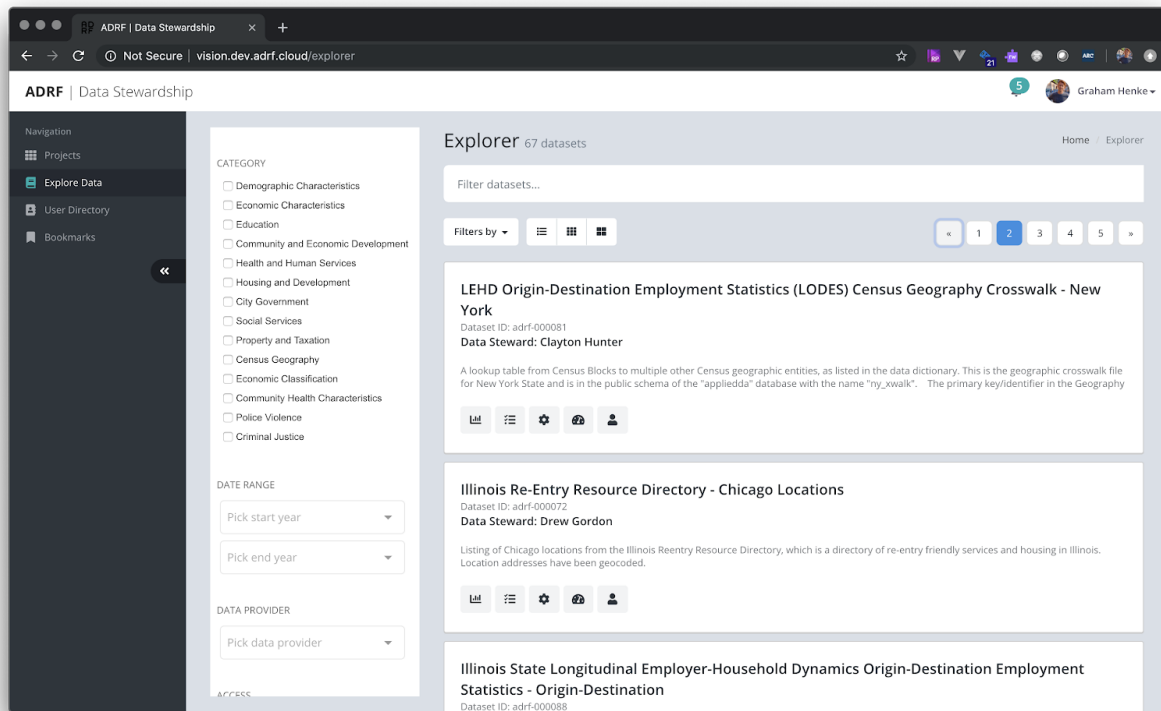 ADRF | Data Stewardship
Not Secure | vision.dev.adrf.cloud/explorer
21
ABC
ADRF | Data Stewardship
5
Graham Henke
Navigation
Projects
Explore Data
User Directory
Bookmarks
CATEGORY
Demographic Characteristics
Economic Characteristics
Education
Community and Economic Development
Health and Human Services
Housing and Development
City Government
Social Services
Property and Taxation
Census Geography
Economic Classification
Community Health Characteristics
Police Violence
Criminal Justice
DATE RANGE
Pick start year
Pick end year
DATA PROVIDER
Pick data provider
ACCESS
Explorer 67 datasets
Home / Explorer
Filter datasets...
Filters by
« 1 2 3 4 5 »
LEHD Origin-Destination Employment Statistics (LODES) Census Geography Crosswalk - New
York
Dataset ID: adrf-000081
Data Steward: Clayton Hunter
A lookup table from Census Blocks to multiple other Census geographic entities, as listed in the data dictionary. This is the geographic crosswalk file
for New York State and is in the public schema of the "appliedda" database with the name "ny_xwalk". The primary key/identifier in the Geography
Illinois Re-Entry Resource Directory - Chicago Locations
Dataset ID: adrf-000072
Data Steward: Drew Gordon
Listing of Chicago locations from the Illinois Reentry Resource Directory, which is a directory of re-entry friendly services and housing in Illinois.
Location addresses have been geocoded.
Illinois State Longitudinal Employer-Household Dynamics Origin-Destination Employment
Statistics - Origin-Destination
Dataset ID: adrf-000088